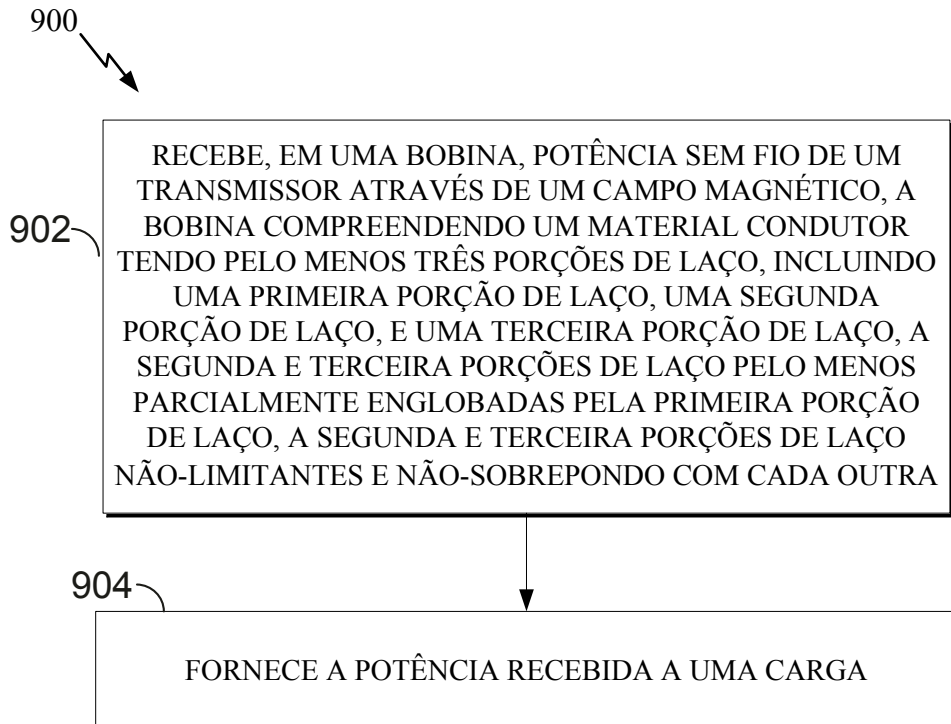 900
RECEBE, EM UMA BOBINA, POTÊNCIA SEM FIO DE UM
TRANSMISSOR ATRAVÉS DE UM CAMPO MAGNÉTICO, A
BOBINA COMPREENDENDO UM MATERIAL CONDUTOR
TENDO PELO MENOS TRÊS PORÇÕES DE LAÇO, INCLUINDO
UMA PRIMEIRA PORÇÃO DE LAÇO, UMA SEGUNDA
PORÇÃO DE LAÇO, E UMA TERCEIRA PORÇÃO DE LAÇO, A
SEGUNDA E TERCEIRA PORÇÕES DE LAÇO PELO MENOS
PARCIALMENTE ENGLOBADAS PELA PRIMEIRA PORÇÃO
DE LAÇO, A SEGUNDA E TERCEIRA PORÇÕES DE LAÇO
NÃO-LIMITANTES E NÃO-SOBREPONDO COM CADA OUTRA
902
904
FORNECE A POTÊNCIA RECEBIDA A UMA CARGA